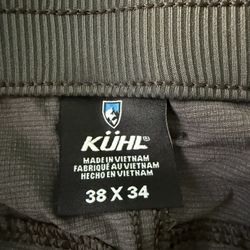 KÜHL®
MADE IN VIETNAM
FABRIQUÉ AU VIETNAM
HECHO EN VIETNAM
38 X 34